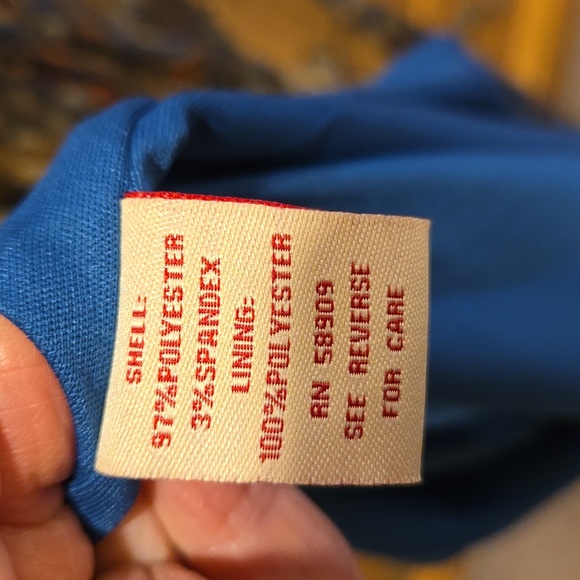 SHELL:
97%POLYESTER
3%SPANDEX
LINING:
100%POLYESTER
RN 58909
SEE REVERSE
FOR CARE